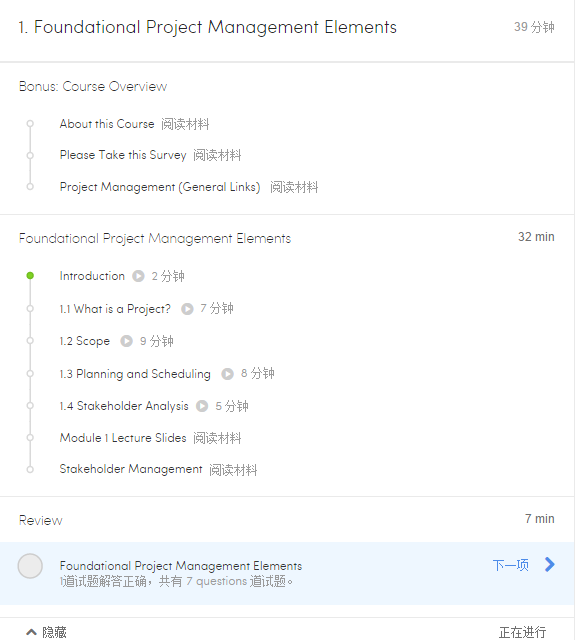 1. Foundational Project Management Elements 39 分钟
Bonus: Course Overview
About this Course 阅读材料
Please Take this Survey 阅读材料
Project Management (General Links) 阅读材料
Foundational Project Management Elements 32 min
Introduction 2 分钟
1.1 What is a Project? 7 分钟
1.2 Scope 9 分钟
1.3 Planning and Scheduling 8 分钟
1.4 Stakeholder Analysis 5 分钟
Module 1 Lecture Slides 阅读材料
Stakeholder Management 阅读材料
Review 7 min
Foundational Project Management Elements 下一项
!道试题解答正确，共有 7 questions 道试题。
隐藏 正在进行